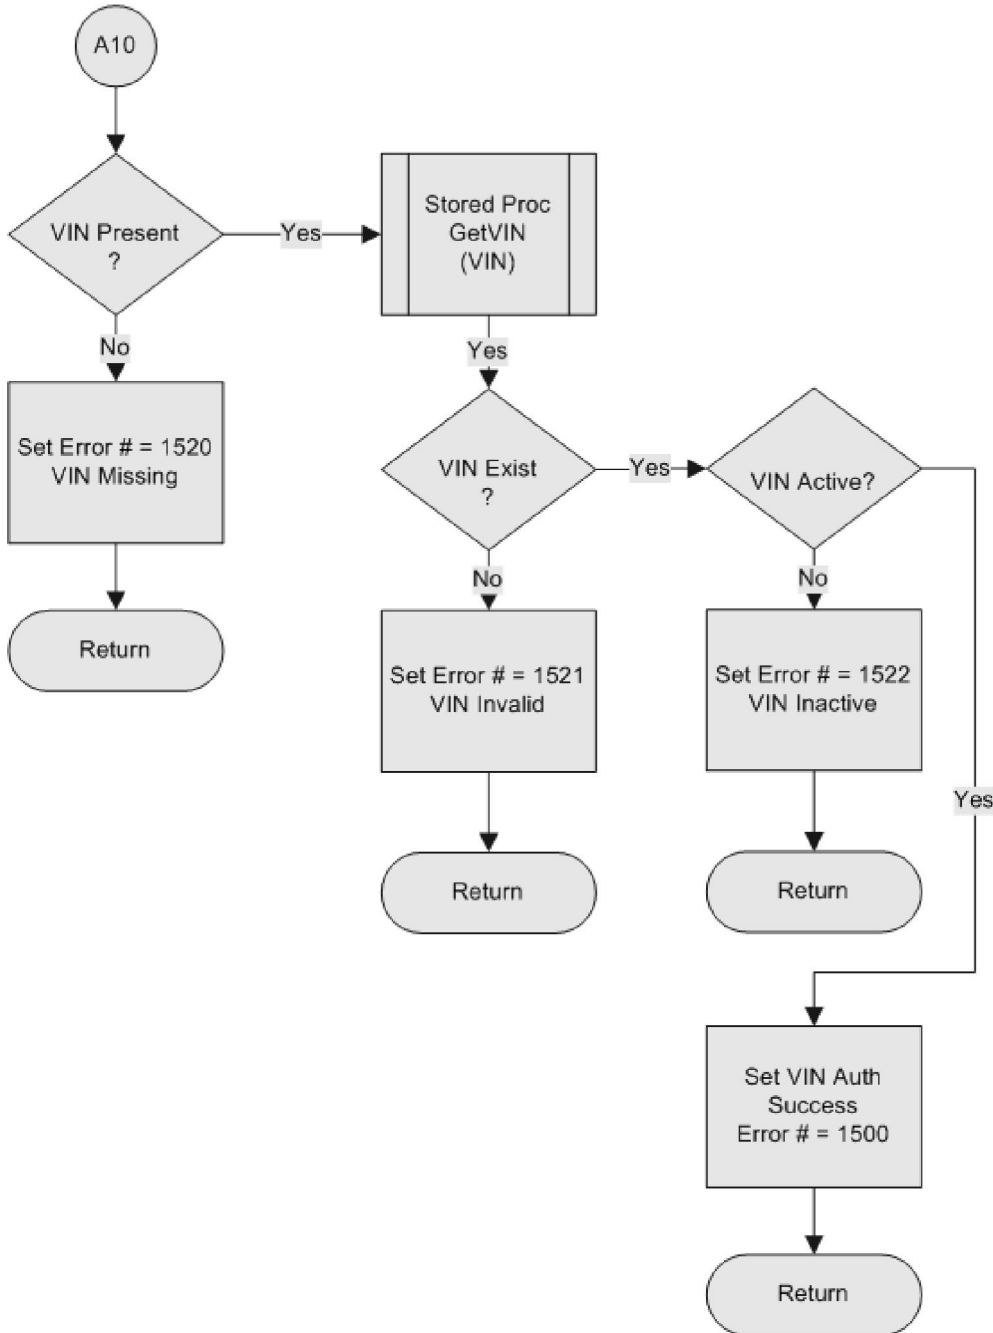 A10
VIN Present
?
Yes
Stored Proc
GetVIN
(VIN)
No
Yes
Set Error # = 1520
VIN Missing
VIN Exist
?
Yes
VIN Active?
No
No
Return
Set Error # = 1521
VIN Invalid
Set Error # = 1522
VIN Inactive
Yes
Return
Return
Set VIN Auth
Success
Error # = 1500
Return